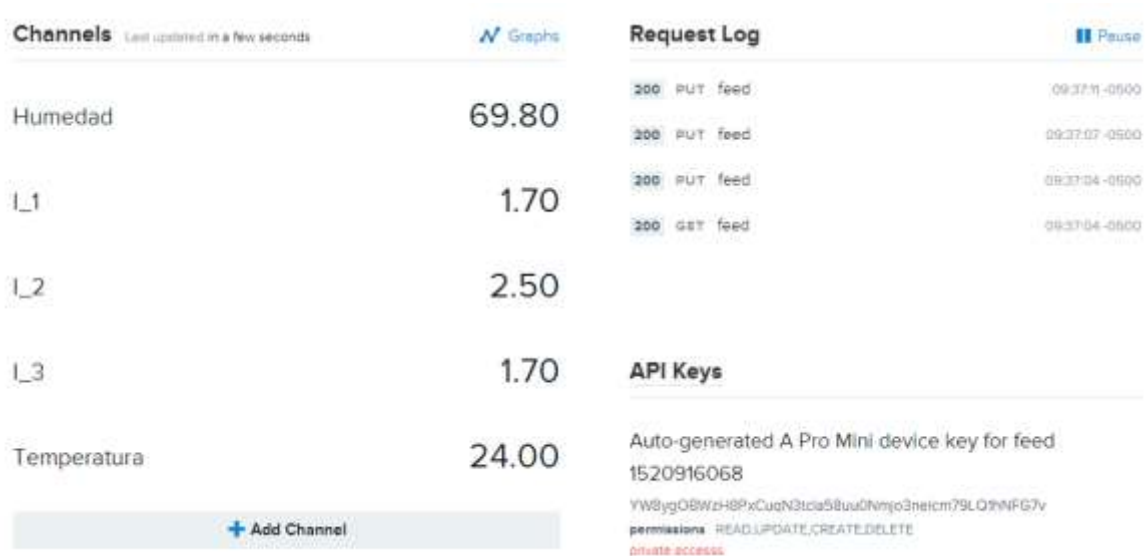 Channels Last updated in a few seconds Graphs
Humedad 69.80
I_1 1.70
I_2 2.50
I_3 1.70
Temperatura 24.00
Add Channel
Request Log Pause
200 PUT feed 09:37:11 -0500
200 PUT feed 09:37:07 -0500
200 PUT feed 09:37:04 -0500
200 GET feed 09:37:04 -0500
API Keys
Auto-generated A Pro Mini device key for feed
1520916068
permissions READ,UPDATE,CREATE,DELETE
private accesss